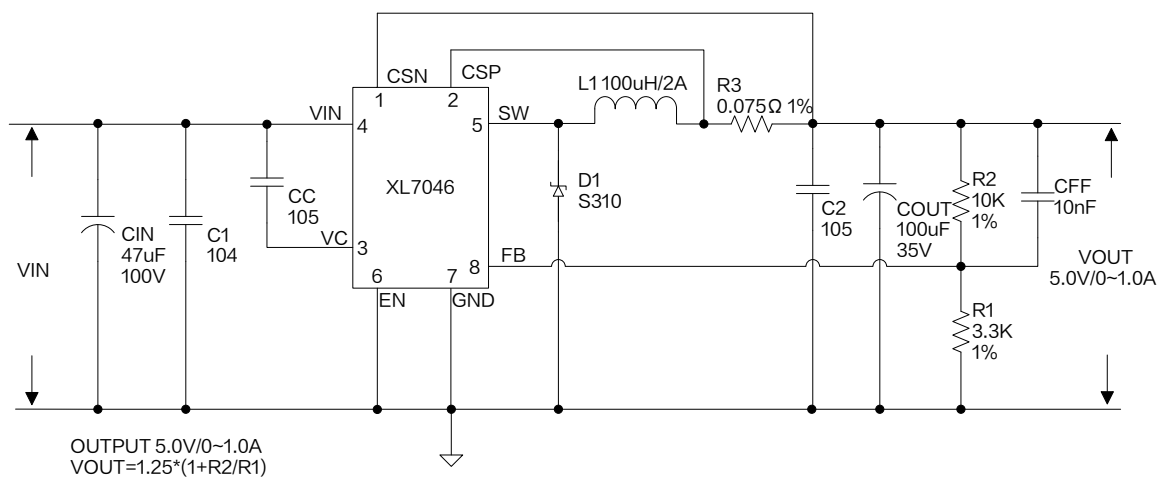 CSN
CSP
1
2
L1 100uH/2A
R3
0.075Ω 1%
VIN
4
5
SW
XL7046
CC
105
D1
S310
CIN
47uF
100V
C1
104
VC
3
C2
105
COUT
100uF
35V
R2
10K
1%
CFF
10nF
8
FB
VIN
6
7
EN
GND
VOUT
5.0V/0~1.0A
R1
3.3K
1%
OUTPUT 5.0V/0~1.0A
VOUT=1.25*(1+R2/R1)